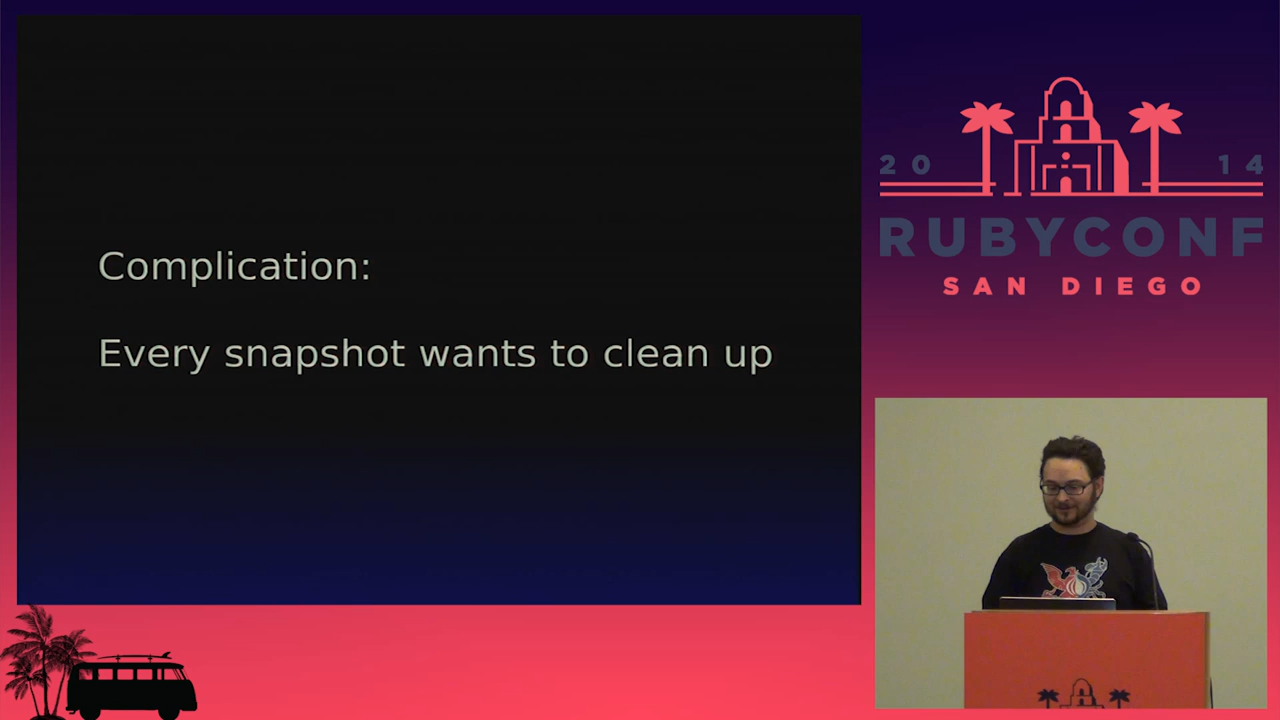 Complication:
Every snapshot wants to clean up
20 14
RUBYCONF
SAN DIEGO